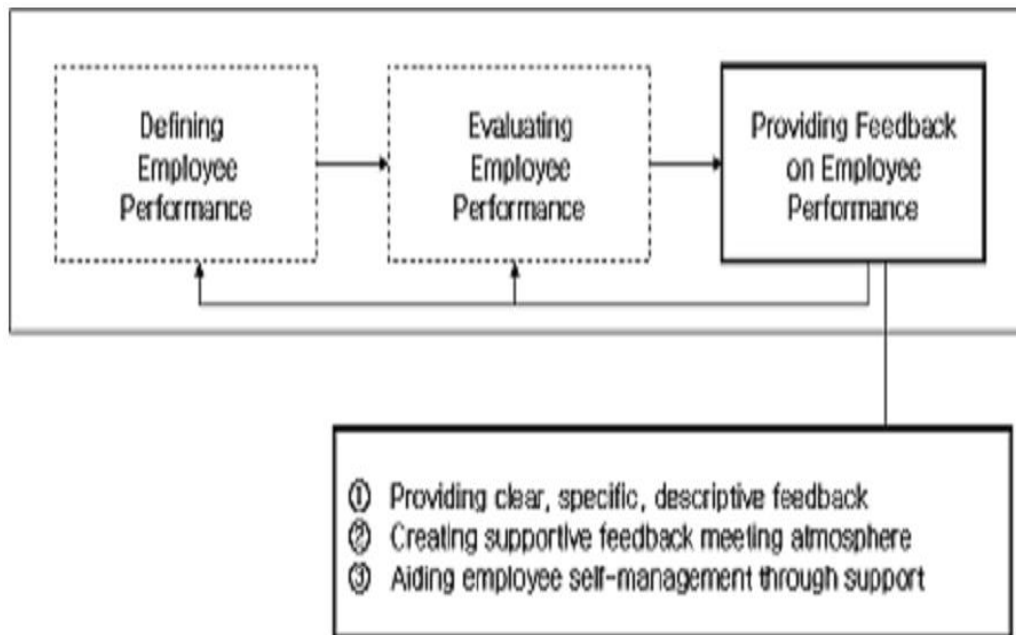 Defining
Employee
Performance
Evaluating
Employee
Performance
Providing Feedback
on Employee
Performance
① Providing clear, specific, descriptive feedback
② Creating supportive feedback meeting atmosphere
③ Aiding employee self-management through support